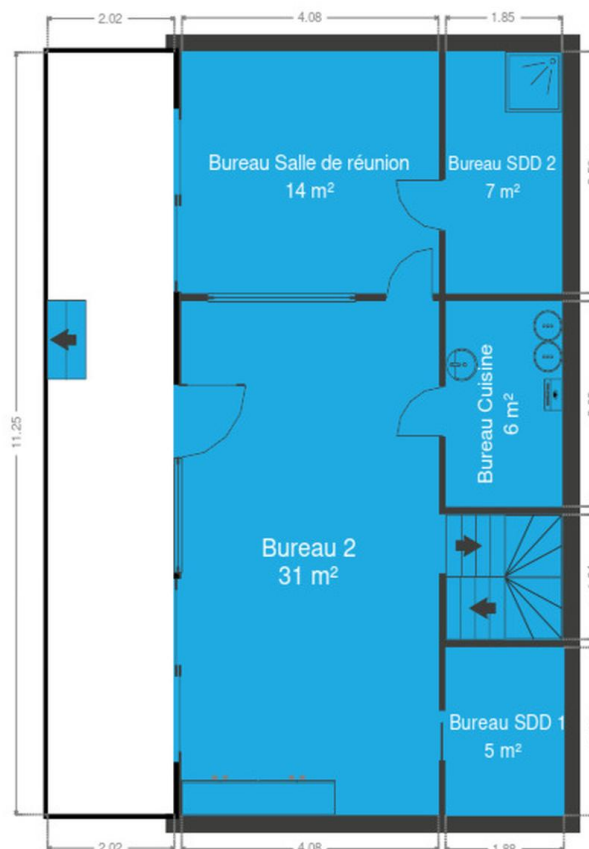 2.02
4.08
1.85
Bureau Salle de réunion
14 m²
Bureau SDD 2
7 m²
11.25
Bureau Cuisine
6 m²
Bureau 2
31 m²
Bureau SDD 1
5 m²
2.02
4.08
1.88